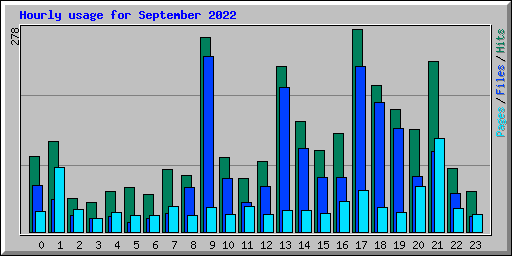 Hourly usage for September 2022
278
Pages / Files / Hits
0 1 2 3 4 5 6 7 8 9 10 11 12 13 14 15 16 17 18 19 20 21 22 23